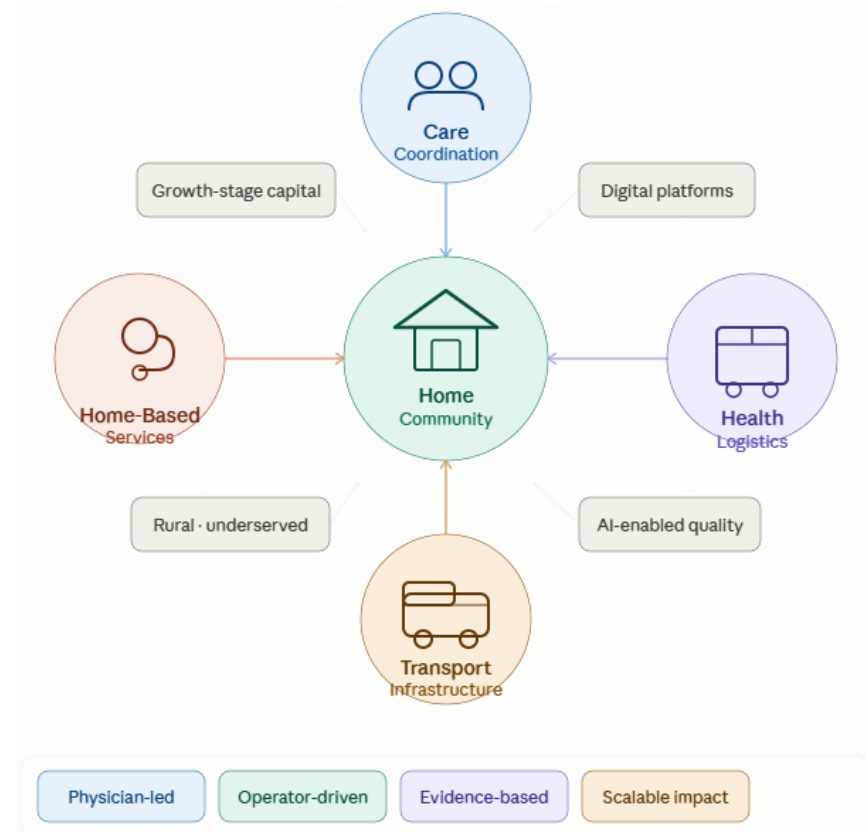 Care
Coordination
Growth-stage capital
Digital platforms
Home-Based
Services
Home
Community
Health
Logistics
Rural · underserved
AI-enabled quality
Transport
Infrastructure
Physician-led
Operator-driven
Evidence-based
Scalable impact